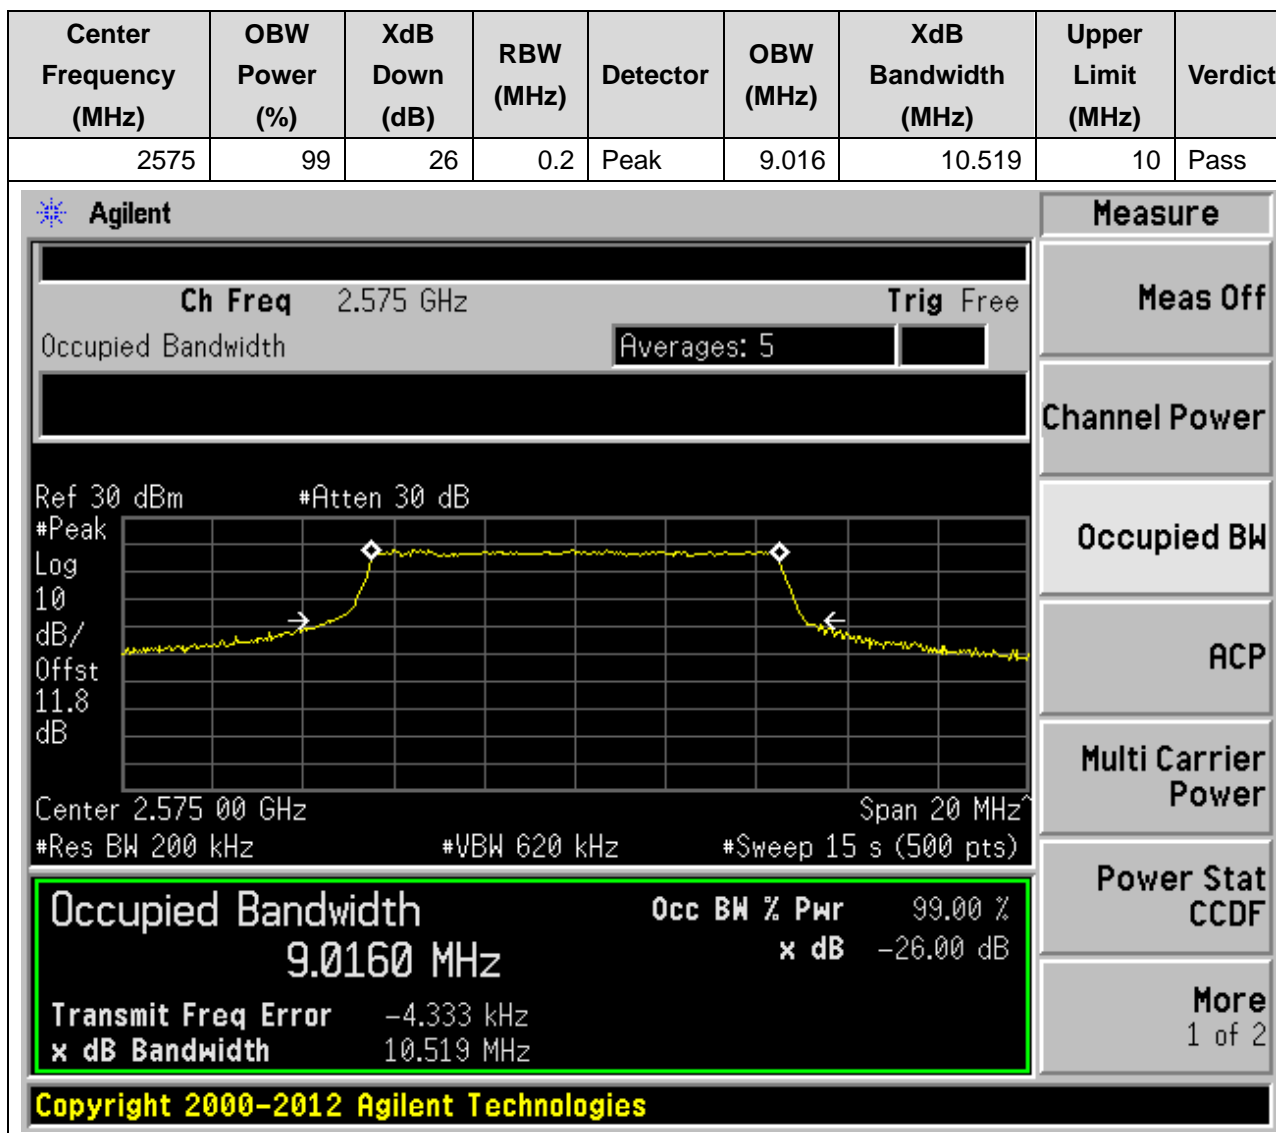 Center Frequency (MHz) OBW Power (%) XdB Down (dB) RBW (MHz) Detector OBW (MHz) XdB Bandwidth (MHz) Upper Limit (MHz) Verdict
2575 99 26 0.2 Peak 9.016 10.519 10 Pass
Agilent
Ch Freq 2.575 GHz Trig Free
Occupied Bandwidth Averages: 5
Ref 30 dBm #Atten 30 dB
#Peak
Log
10
dB/
Offst
11.8
dB
Center 2.575 00 GHz Span 20 MHz^
#Res BW 200 kHz #VBW 620 kHz #Sweep 15 s (500 pts)
Occupied Bandwidth Occ BW % Pwr 99.00 %
9.0160 MHz x dB -26.00 dB
Transmit Freq Error -4.333 kHz
x dB Bandwidth 10.519 MHz
Copyright 2000-2012 Agilent Technologies
Measure
Meas Off
Channel Power
Occupied BW
ACP
Multi Carrier
Power
Power Stat
CCDF
More
1 of 2